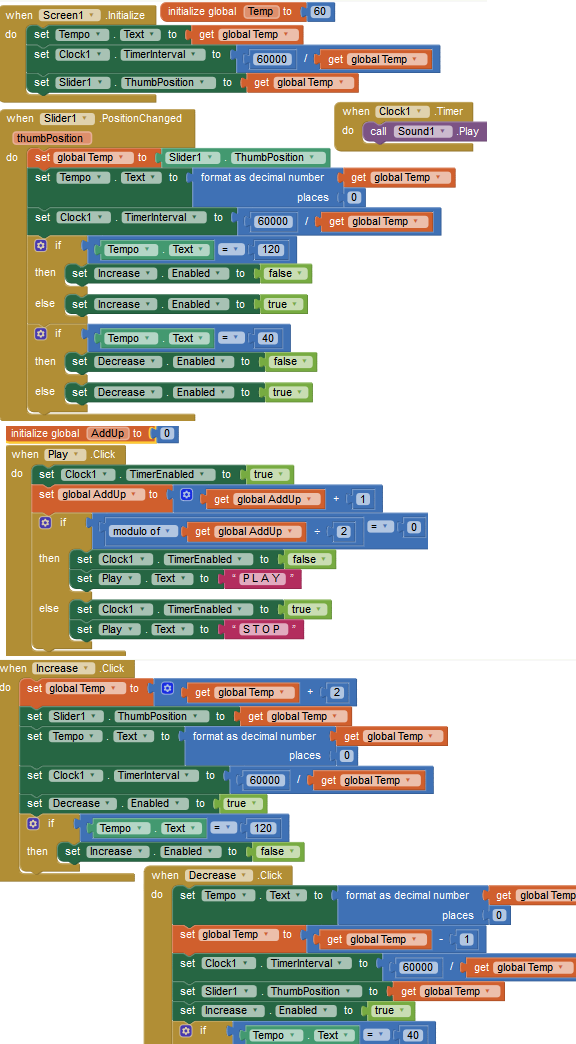 when Screen1 .Initialize
initialize global Temp to 60
do set Tempo . Text to get global Temp
set Clock1 . TimerInterval to 60000 / get global Temp
set Slider1 . ThumbPosition to get global Temp
when Slider1 .PositionChanged
when Clock1 .Timer
thumbPosition
do call Sound1 .Play
do set global Temp to Slider1 . ThumbPosition
set Tempo . Text to format as decimal number get global Temp
places 0
set Clock1 . TimerInterval to 60000 / get global Temp
if Tempo . Text = 120
then set Increase . Enabled to false
else set Increase . Enabled to true
if Tempo . Text = 40
then set Decrease . Enabled to false
else set Decrease . Enabled to true
initialize global AddUp to 0
when Play .Click
do set Clock1 . TimerEnabled to true
set global AddUp to get global AddUp + 1
if modulo of get global AddUp ÷ 2 = 0
then set Clock1 . TimerEnabled to false
set Play . Text to “ P L A Y ”
else set Clock1 . TimerEnabled to true
set Play . Text to “ S T O P ”
when Increase .Click
do set global Temp to get global Temp + 2
set Slider1 . ThumbPosition to get global Temp
set Tempo . Text to format as decimal number get global Temp
places 0
set Clock1 . TimerInterval to 60000 / get global Temp
set Decrease . Enabled to true
if Tempo . Text = 120
then set Increase . Enabled to false
when Decrease .Click
do set Tempo . Text to format as decimal number get global Temp
places 0
set global Temp to get global Temp - 1
set Clock1 . TimerInterval to 60000 / get global Temp
set Slider1 . ThumbPosition to get global Temp
set Increase . Enabled to true
if Tempo . Text = 40